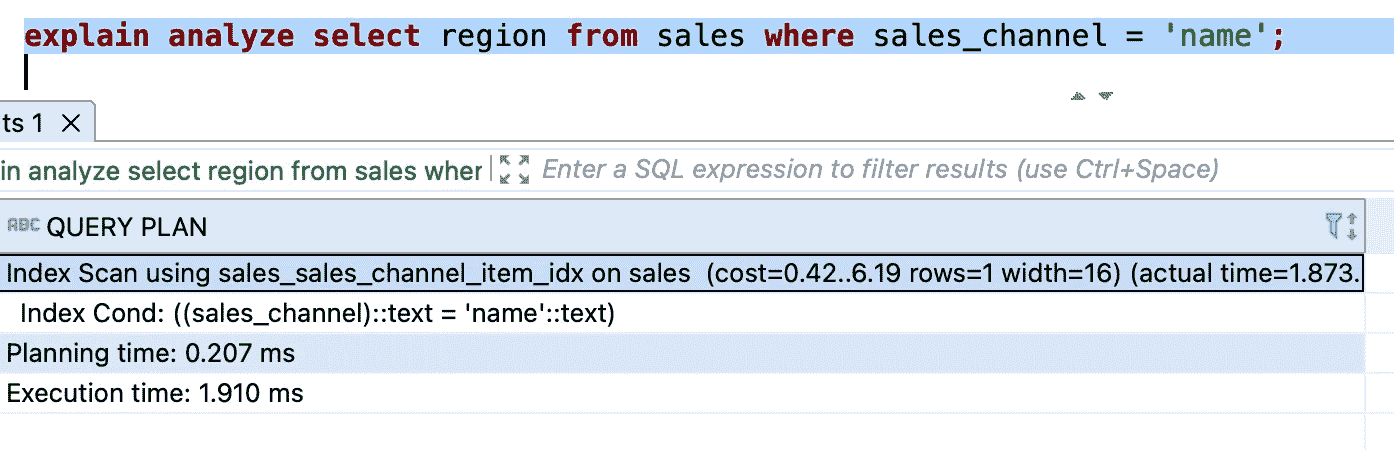 explain analyze select region from sales where sales_channel = 'name';
ts 1
in analyze select region from sales wher
Enter a SQL expression to filter results (use Ctrl+Space)
ABC QUERY PLAN
Index Scan using sales_sales_channel_item_idx on sales  (cost=0.42..6.19 rows=1 width=16) (actual time=1.873.
Index Cond: ((sales_channel)::text = 'name'::text)
Planning time: 0.207 ms
Execution time: 1.910 ms